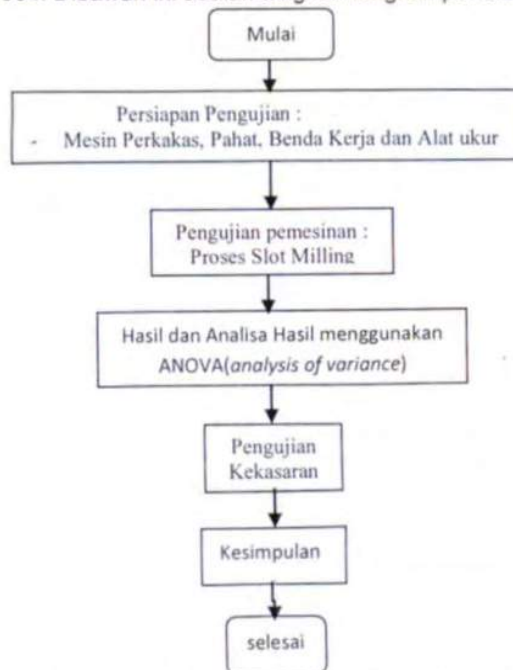 Mulai
Persiapan Pengujian :
- Mesin Perkakas, Pahat, Benda Kerja dan Alat ukur
Pengujian pemesinan :
Proses Slot Milling
Hasil dan Analisa Hasil menggunakan
ANOVA(analysis of variance)
Pengujian
Kekasaran
Kesimpulan
selesai